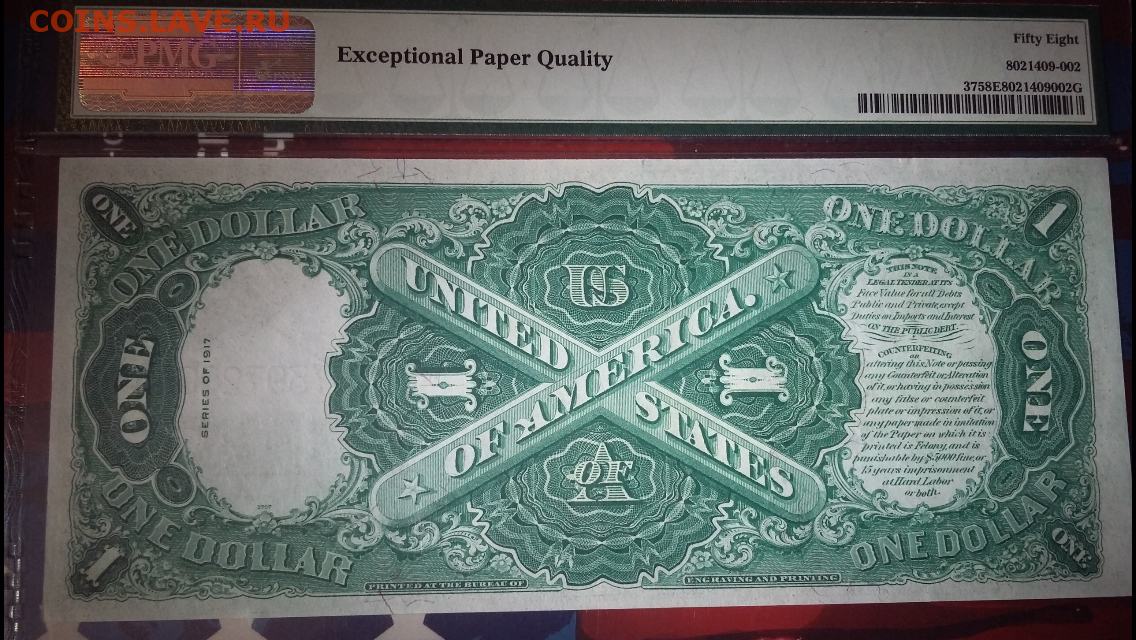 COINS.LAVE.RU
PMG
Exceptional Paper Quality
Fifty Eight
8021409-002
3758E8021409002G
ONE
ONE DOLLAR
ONE DOLLAR
1
UNITED
STATES
OF AMERICA.
US
1
1
OF A
ONE
SERIES OF 1917
THIS NOTE
IS A
LEGAL TENDER AT ITS
Face Value for all Debts
Public and Private, except
Duties on Imports and Interest
ON THE PUBLIC DEBT.
COUNTERFEITING
or
altering this Note or passing
any Counterfeit or Alteration
of it, or having in possession
any false or counterfeit
plate or impression of it, or
any paper made in imitation
of the Paper on which it is
printed is Felony, and is
punishable by $5000 fine, or
15 years imprisonment
at Hard Labor
or both.
ONE
ONE DOLLAR
ONE DOLLAR
1
ONE
PRINTED AT THE BUREAU OF
ENGRAVING AND PRINTING